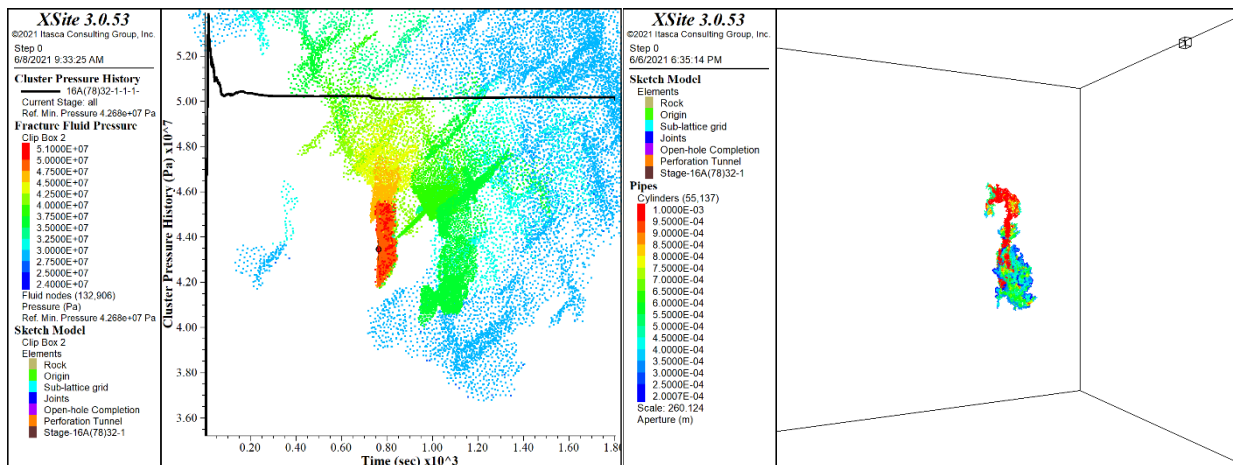 XSite 3.0.53
©2021 Itasca Consulting Group, Inc.
Step 0
6/8/2021 9:33:25 AM
Cluster Pressure History
16A(78)32-1-1-1-
Current Stage: all
Ref. Min. Pressure 4.268e+07 Pa
Fracture Fluid Pressure
Clip Box 2
5.1000E+07
5.0000E+07
4.7500E+07
4.5000E+07
4.2500E+07
4.0000E+07
3.7500E+07
3.5000E+07
3.2500E+07
3.0000E+07
2.7500E+07
2.5000E+07
2.4000E+07
Fluid nodes (132,906)
Pressure (Pa)
Ref. Min. Pressure 4.268e+07 Pa
Sketch Model
Clip Box 2
Elements
Rock
Origin
Sub-lattice grid
Joints
Open-hole Completion
Perforation Tunnel
Stage-16A(78)32-1
Cluster Pressure History (Pa) x10^7
5.20
5.00
4.80
4.60
4.40
4.20
4.00
3.80
3.60
0.20
0.40
0.60
0.80
1.00
1.20
1.40
1.60
1.80
Time (sec) x10^3
XSite 3.0.53
©2021 Itasca Consulting Group, Inc.
Step 0
6/6/2021 6:35:14 PM
Sketch Model
Elements
Rock
Origin
Sub-lattice grid
Joints
Open-hole Completion
Perforation Tunnel
Stage-16A(78)32-1
Pipes
Cylinders (55,137)
1.0000E-03
9.5000E-04
9.0000E-04
8.5000E-04
8.0000E-04
7.5000E-04
7.0000E-04
6.5000E-04
6.0000E-04
5.5000E-04
5.0000E-04
4.5000E-04
4.0000E-04
3.5000E-04
3.0000E-04
2.5000E-04
2.0007E-04
Scale: 260.124
Aperture (m)